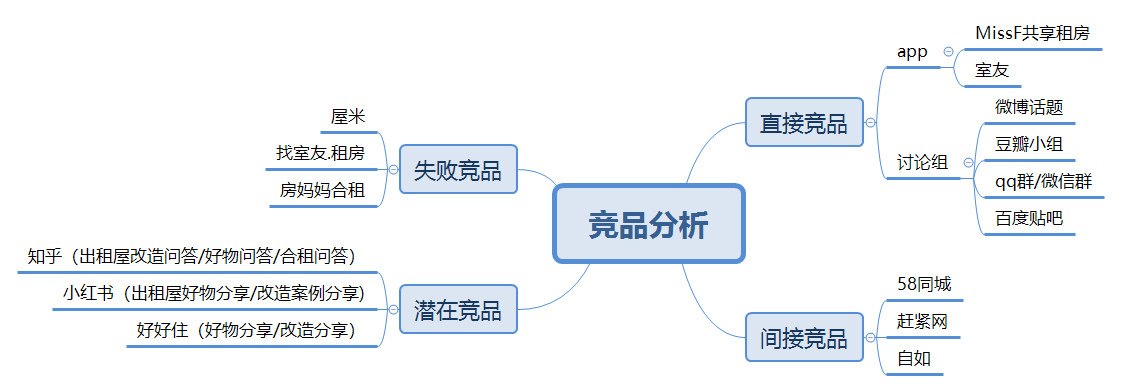 竞品分析
直接竞品
app
MissF共享租房
室友
讨论组
微博话题
豆瓣小组
qq群/微信群
百度贴吧
间接竞品
58同城
赶紧网
自如
失败竞品
屋米
找室友.租房
房妈妈合租
潜在竞品
知乎（出租屋改造问答/好物问答/合租问答）
小红书（出租屋好物分享/改造案例分享)
好好住（好物分享/改造分享）